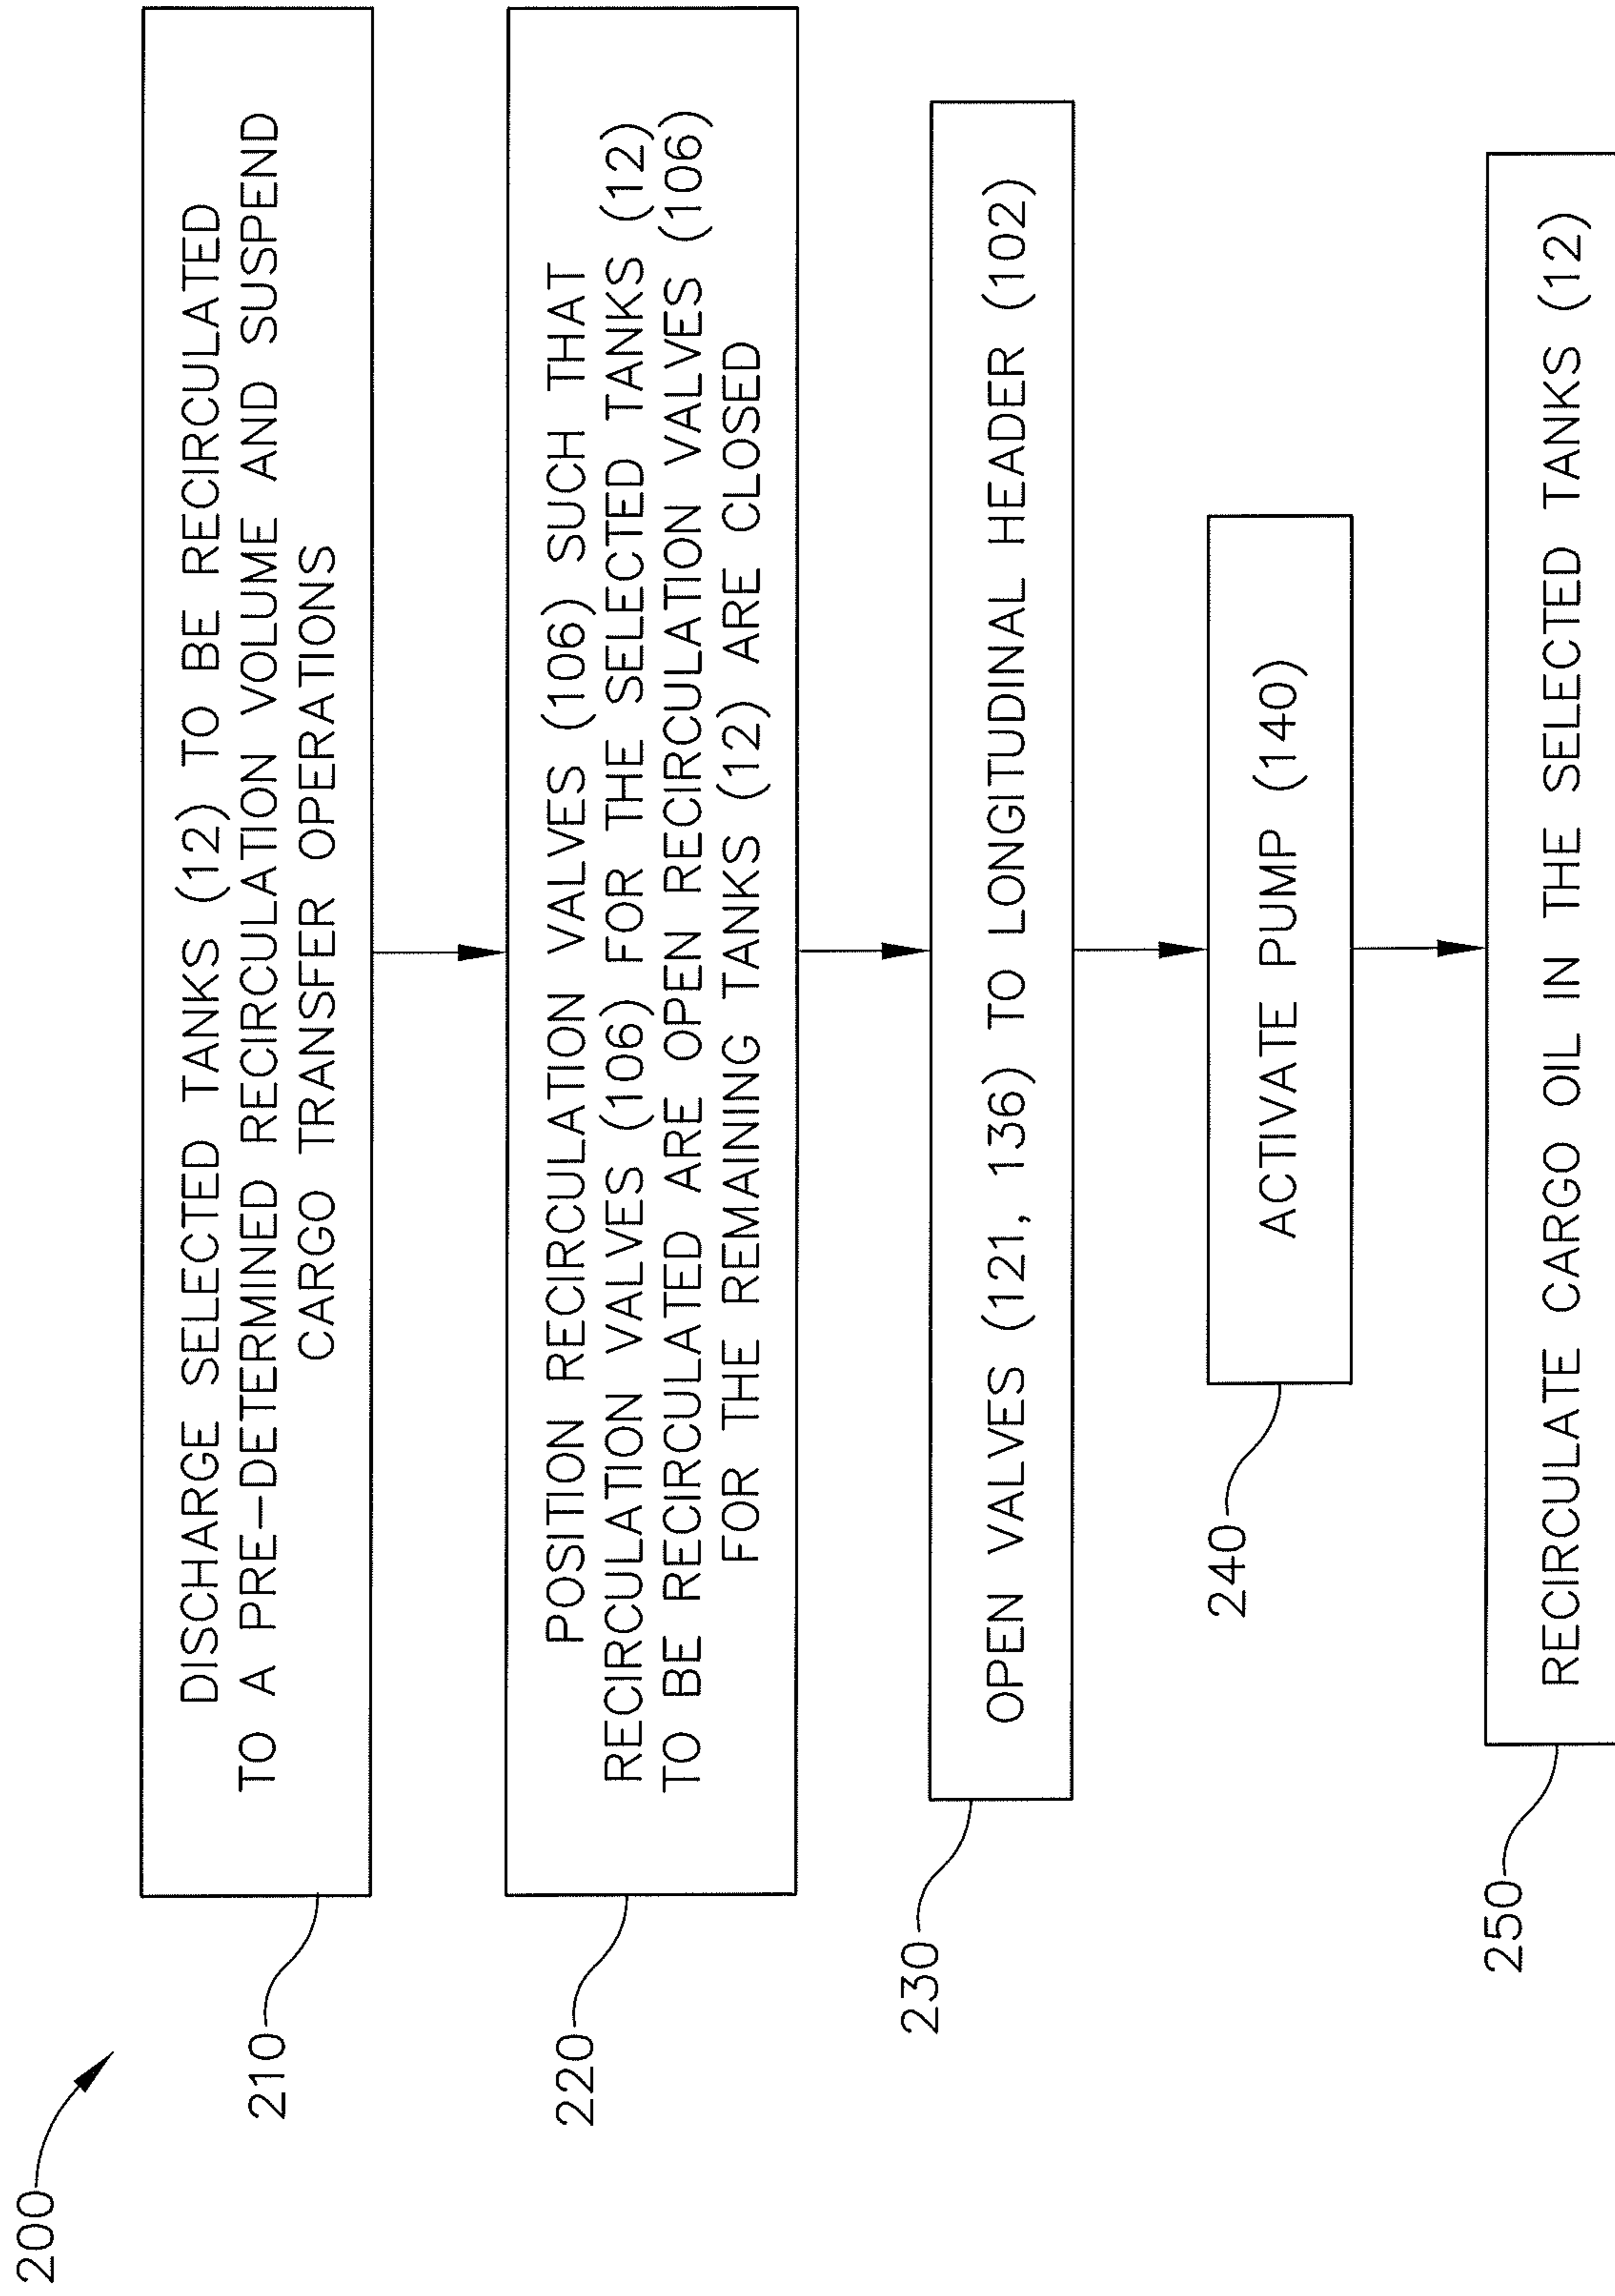 200
210
DISCHARGE SELECTED TANKS (12) TO BE RECIRCULATED
TO A PRE-DETERMINED RECIRCULATION VOLUME AND SUSPEND
CARGO TRANSFER OPERATIONS
220
POSITION RECIRCULATION VALVES (106) SUCH THAT
RECIRCULATION VALVES (106) FOR THE SELECTED TANKS (12)
TO BE RECIRCULATED ARE OPEN RECIRCULATION VALVES (106)
FOR THE REMAINING TANKS (12) ARE CLOSED
230
OPEN VALVES (121, 136) TO LONGITUDINAL HEADER (102)
240
ACTIVATE PUMP (140)
250
RECIRCULATE CARGO OIL IN THE SELECTED TANKS (12)